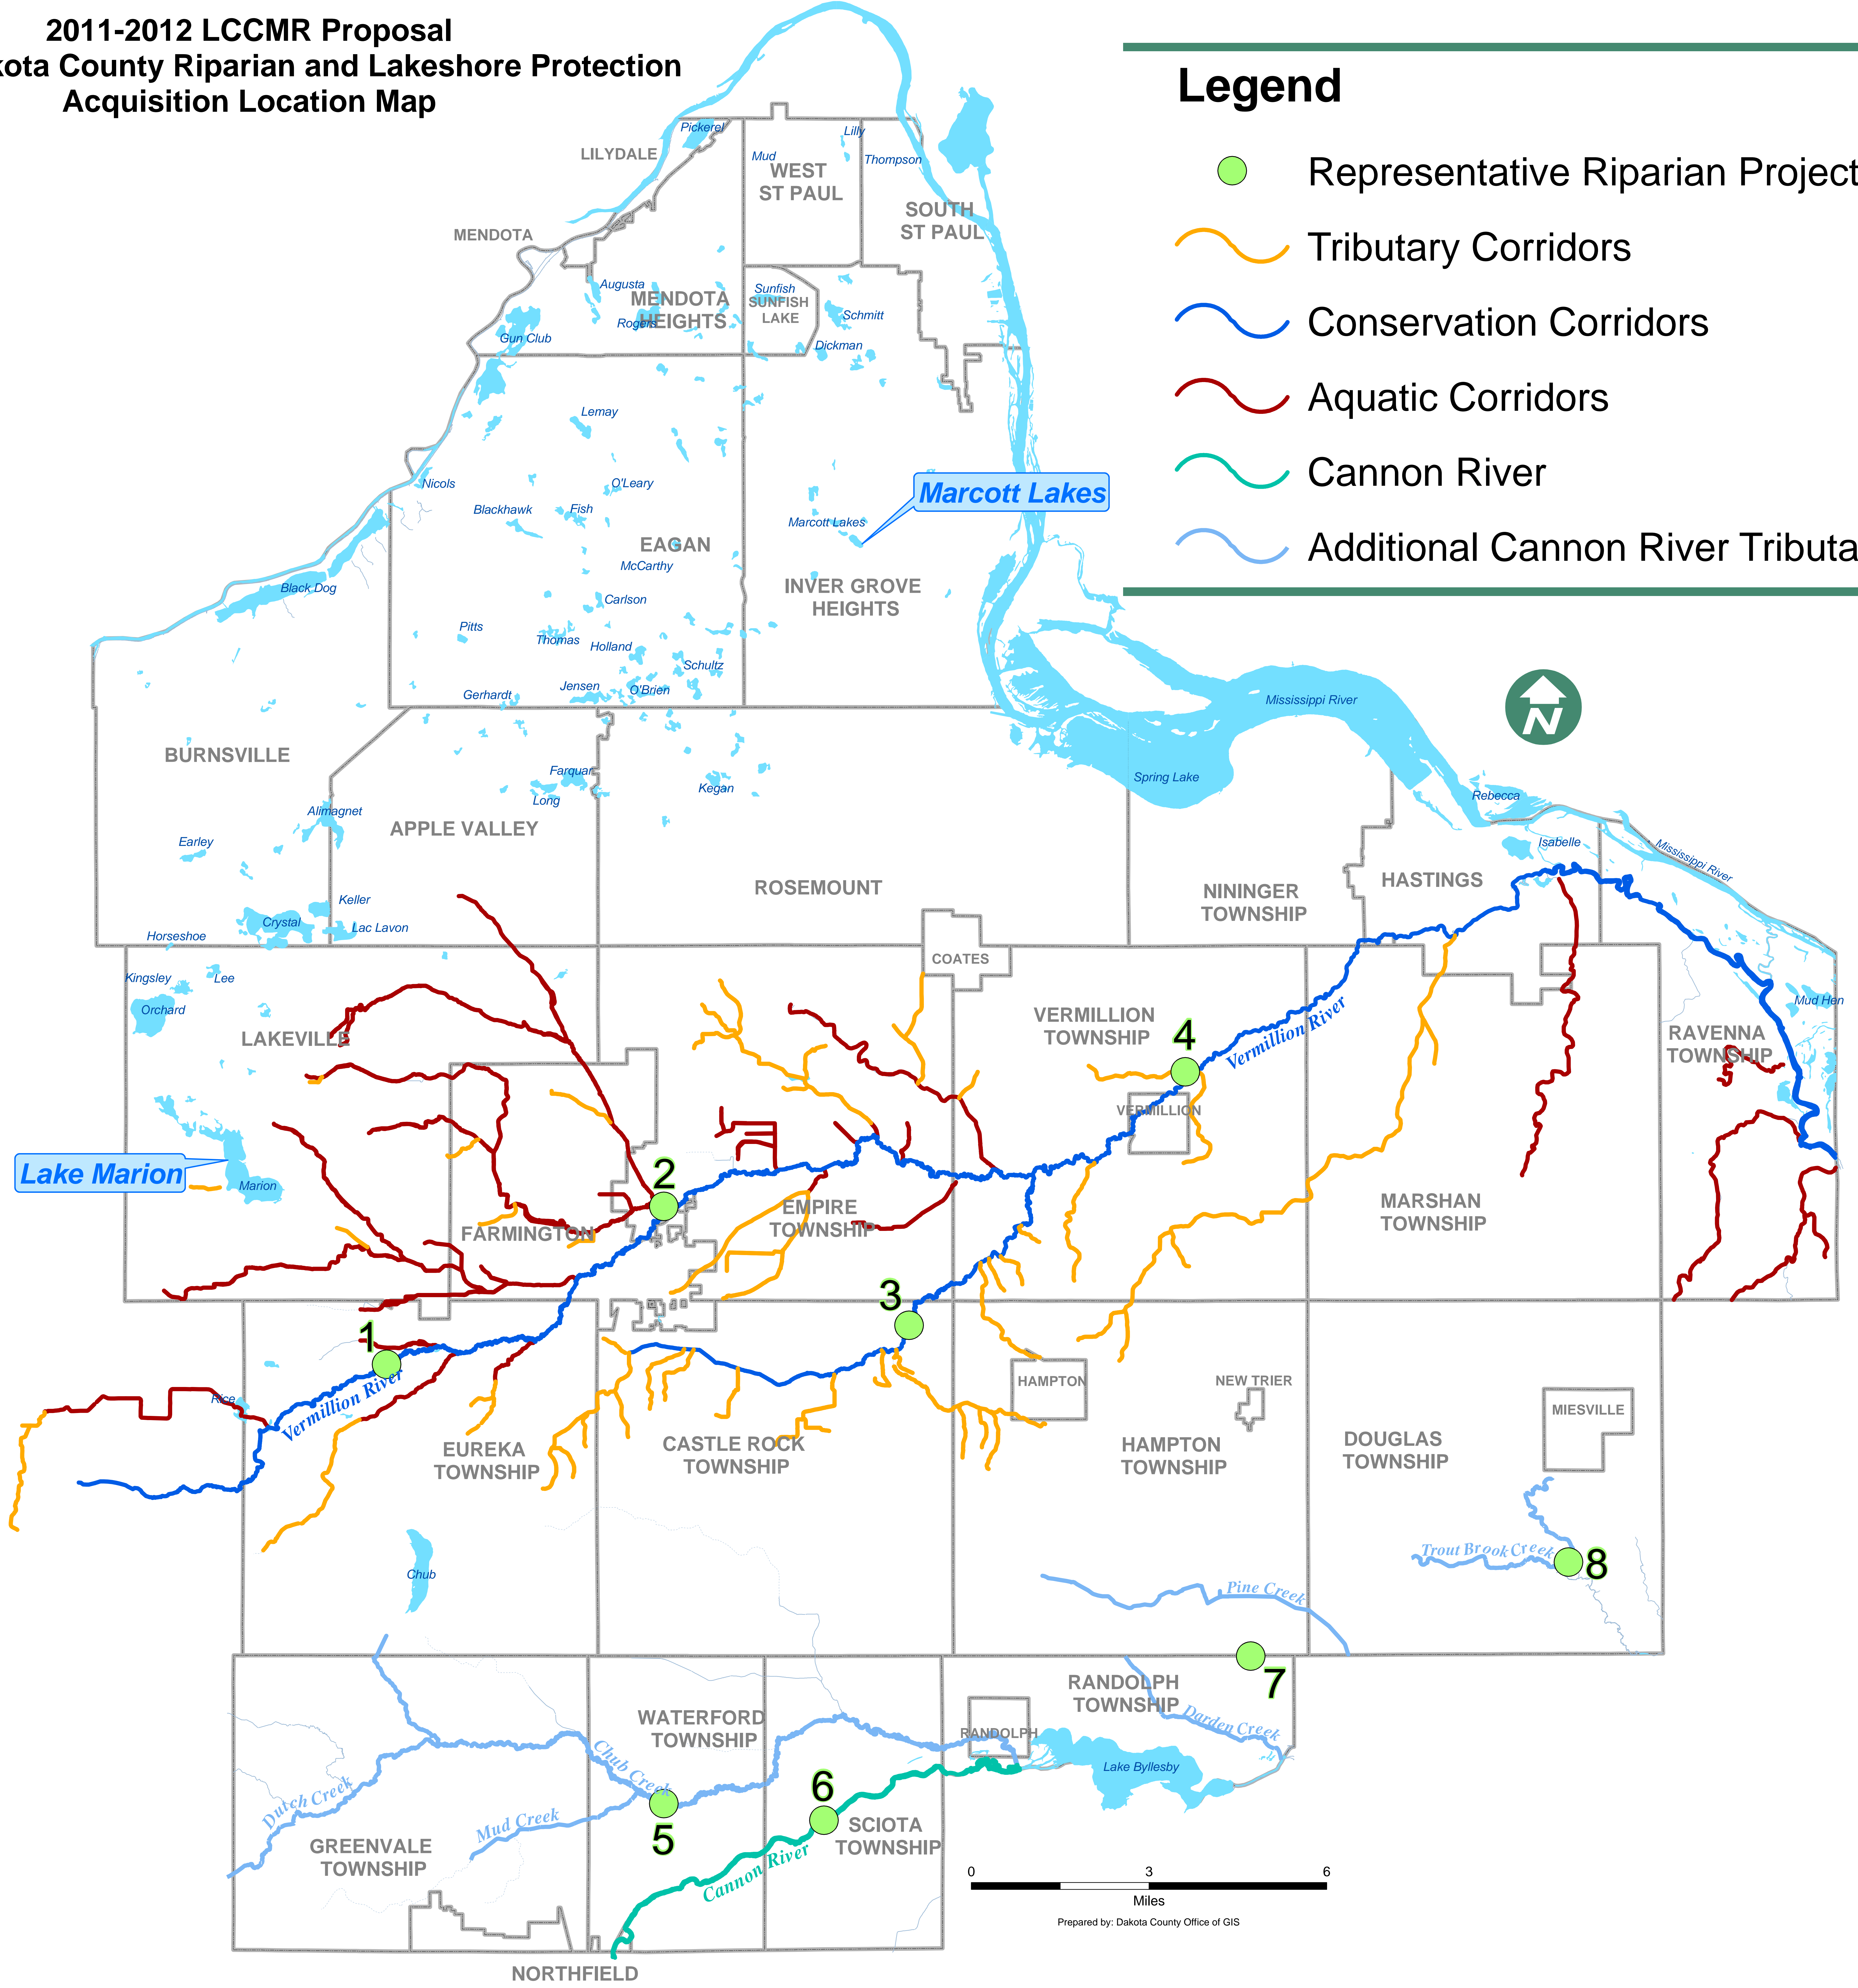 2011-2012 LCCMR Proposal
kota County Riparian and Lakeshore Protection
Acquisition Location Map
Legend
Representative Riparian Project
Tributary Corridors
Conservation Corridors
Aquatic Corridors
Cannon River
Additional Cannon River Tributa
Pickerel
Lilly
LILYDALE
Mud
Thompson
WEST
ST PAUL
SOUTH
ST PAUL
MENDOTA
Augusta
Sunfish
MENDOTA
HEIGHTS
SUNFISH
LAKE
Rogers
Schmitt
Gun Club
Dickman
Lemay
Nicols
O'Leary
Marcott Lakes
Blackhawk
Fish
Marcott Lakes
EAGAN
McCarthy
Black Dog
INVER GROVE
HEIGHTS
Carlson
Pitts
Thomas
Holland
Schultz
Jensen
O'Brien
Gerhardt
Mississippi River
N
BURNSVILLE
Farquar
Spring Lake
Kegan
Long
Rebecca
Alimagnet
APPLE VALLEY
Earley
Isabelle
Mississippi River
ROSEMOUNT
NININGER
TOWNSHIP
HASTINGS
Keller
Crystal
Lac Lavon
Horseshoe
COATES
Kingsley
Lee
Orchard
Mud Hen
LAKEVILLE
VERMILLION
TOWNSHIP
4
Vermillion River
RAVENNA
TOWNSHIP
VERMILLION
Lake Marion
Marion
2
FARMINGTON
EMPIRE
TOWNSHIP
MARSHAN
TOWNSHIP
3
1
Vermillion River
Rice
HAMPTON
NEW TRIER
MIESVILLE
EUREKA
TOWNSHIP
CASTLE ROCK
TOWNSHIP
HAMPTON
TOWNSHIP
DOUGLAS
TOWNSHIP
Trout Brook Creek
8
Chub
Pine Creek
7
RANDOLPH
TOWNSHIP
WATERFORD
TOWNSHIP
Darden Creek
RANDOLPH
Chub Creek
Lake Byllesby
Dutch Creek
6
Mud Creek
5
SCIOTA
TOWNSHIP
GREENVALE
TOWNSHIP
Cannon River
0 3 6
Miles
Prepared by: Dakota County Office of GIS
NORTHFIELD